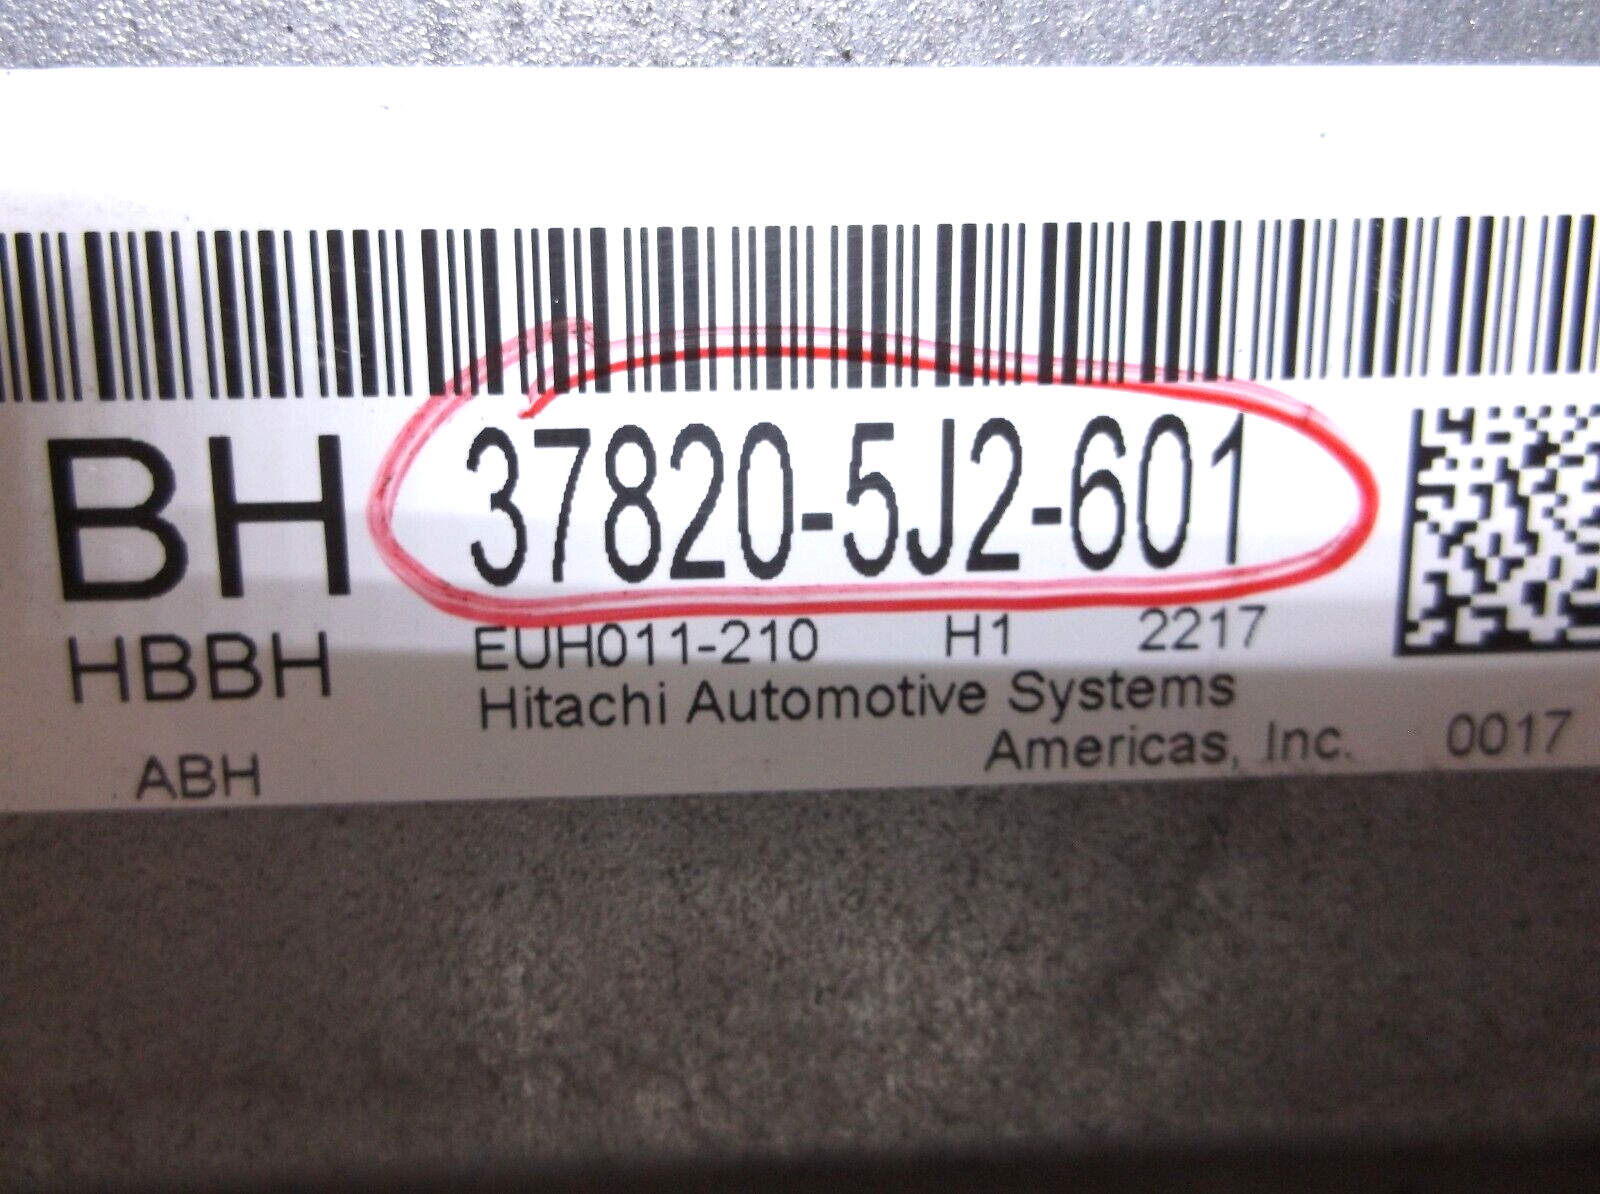 BH 37820-5J2-601
HBBH EUH011-210 H1 2217
Hitachi Automotive Systems
Americas, Inc. 0017
ABH